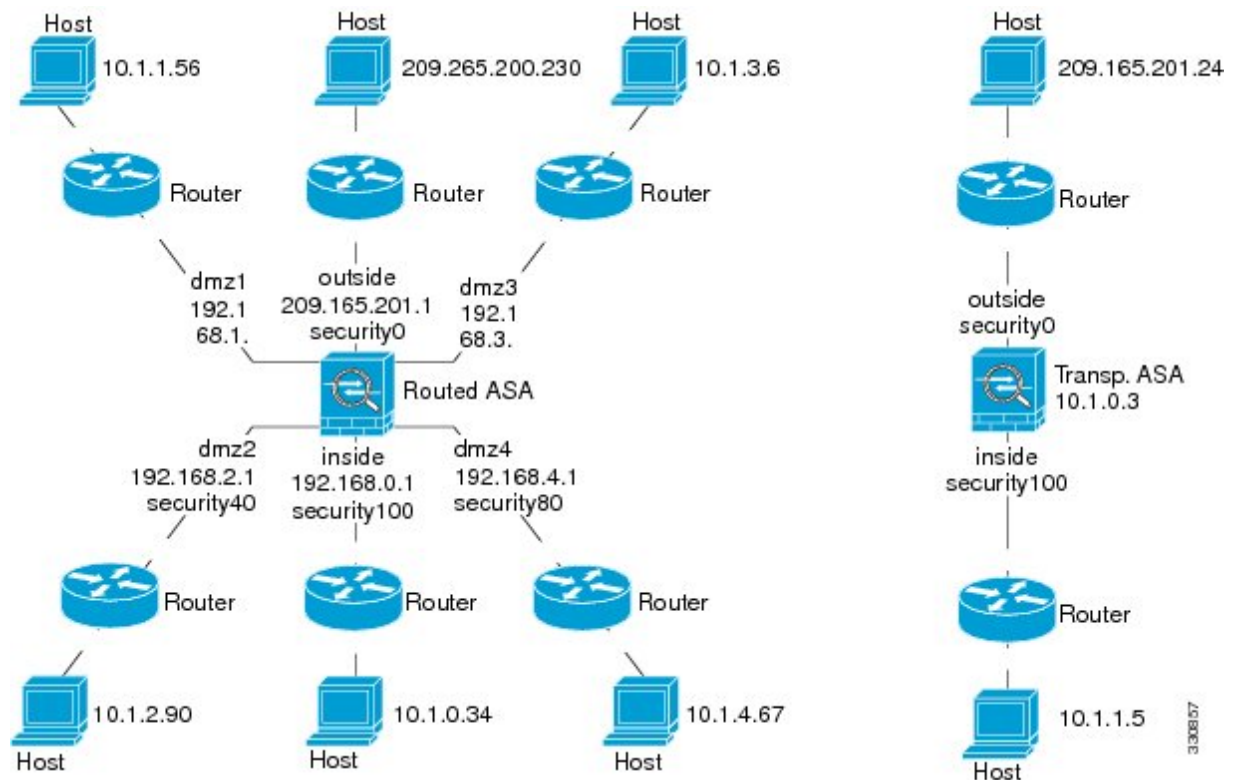 Host
10.1.1.56
Host
209.265.200.230
Host
10.1.3.6
Host
209.165.201.24
Router
Router
Router
Router
dmz1
192.1
68.1.
outside
209.165.201.1
security0
dmz3
192.1
68.3.
outside
security0
Routed ASA
Transp. ASA
10.1.0.3
dmz2
192.168.2.1
security40
inside
192.168.0.1
security100
dmz4
192.168.4.1
security80
inside
security100
Router
Router
Router
Router
10.1.2.90
Host
10.1.0.34
Host
10.1.4.67
Host
10.1.1.5
Host
330857